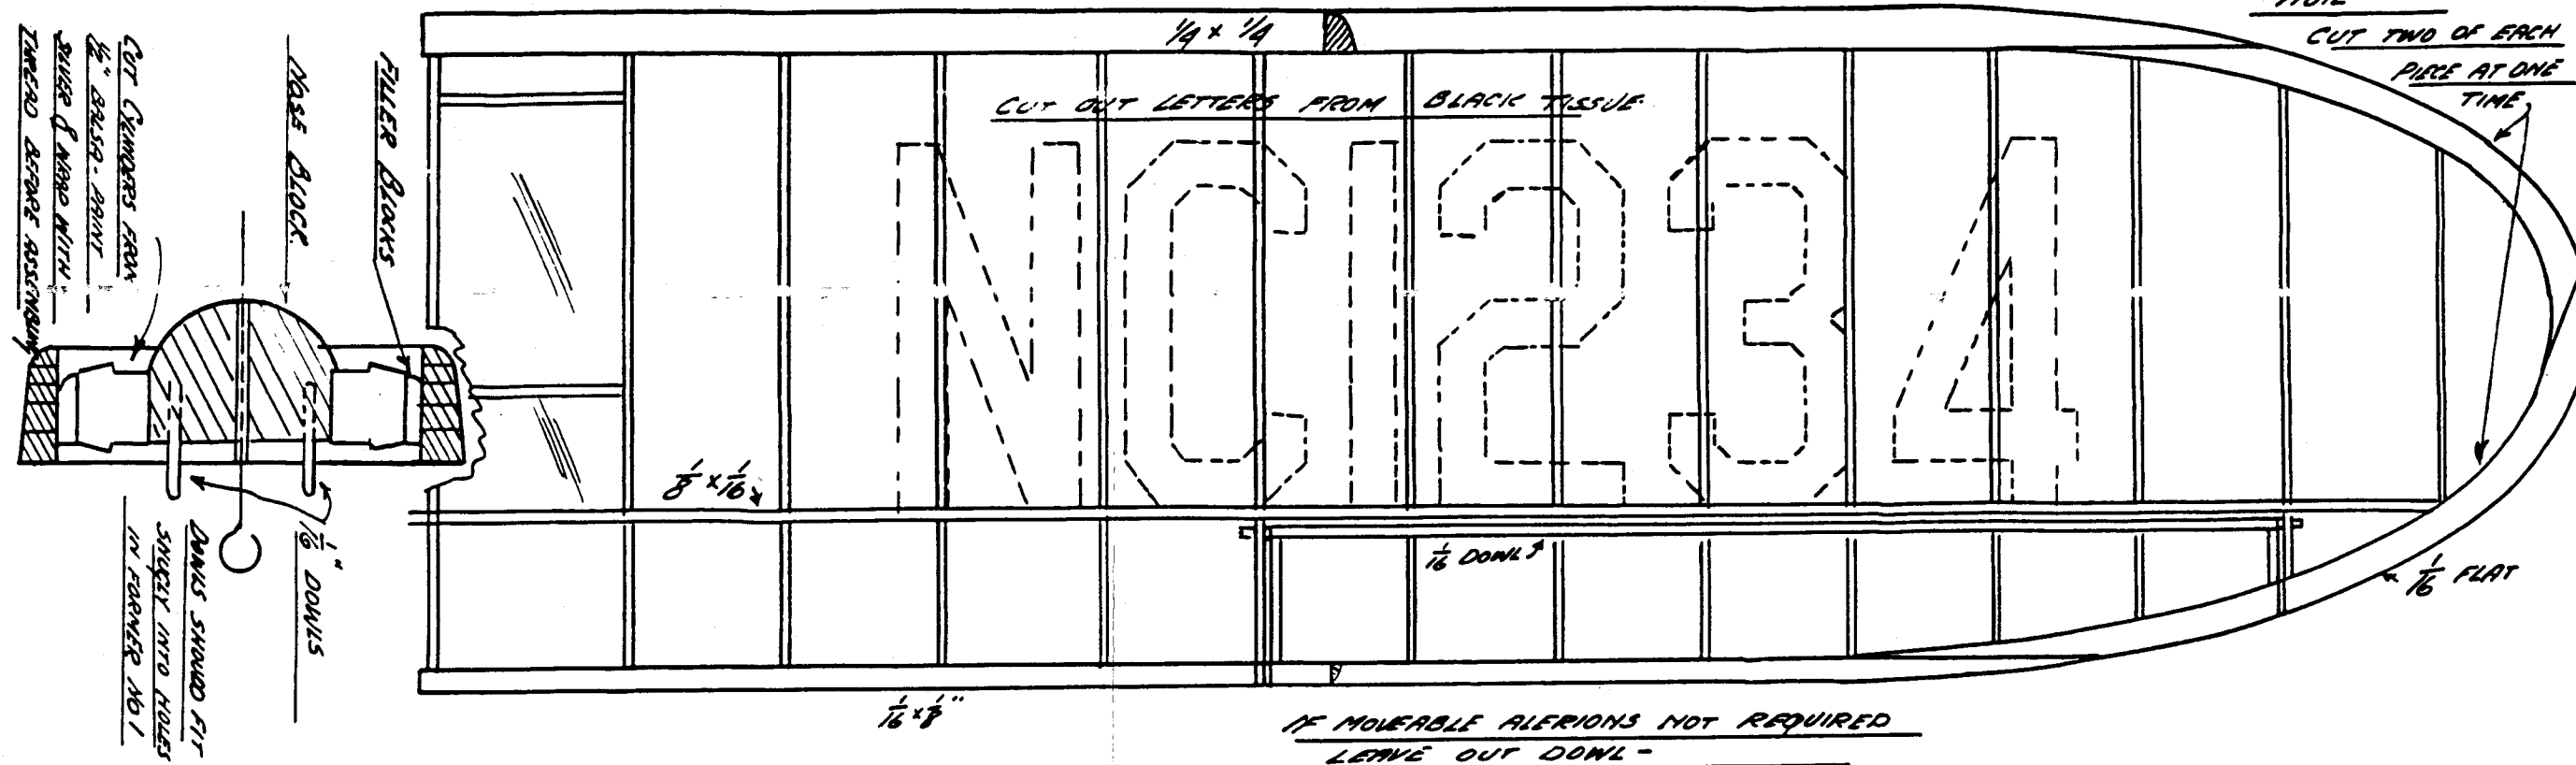 CUT TWO OF EACH
PIECE AT ONE
TIME
1/4 x 1/4
CUT OUT LETTERS FROM BLACK TISSUE
NC1234
1/8 x 1/16
1/16 DOWL
1/16 FLAT
1/16 x 1/8"
IF MOVEABLE ALERIONS NOT REQUIRED
LEAVE OUT DOWL -
FILLER BLOCKS
NOSE BLOCK.
CUT CYLINDERS FROM
1/2" BALSA - PAINT
SILVER & WRAP WITH
THREAD BEFORE ASSEMBLING
1/16" DOWLS
DOWLS SHOULD FIT
SNUGLY INTO HOLES
IN FORMER NO 1